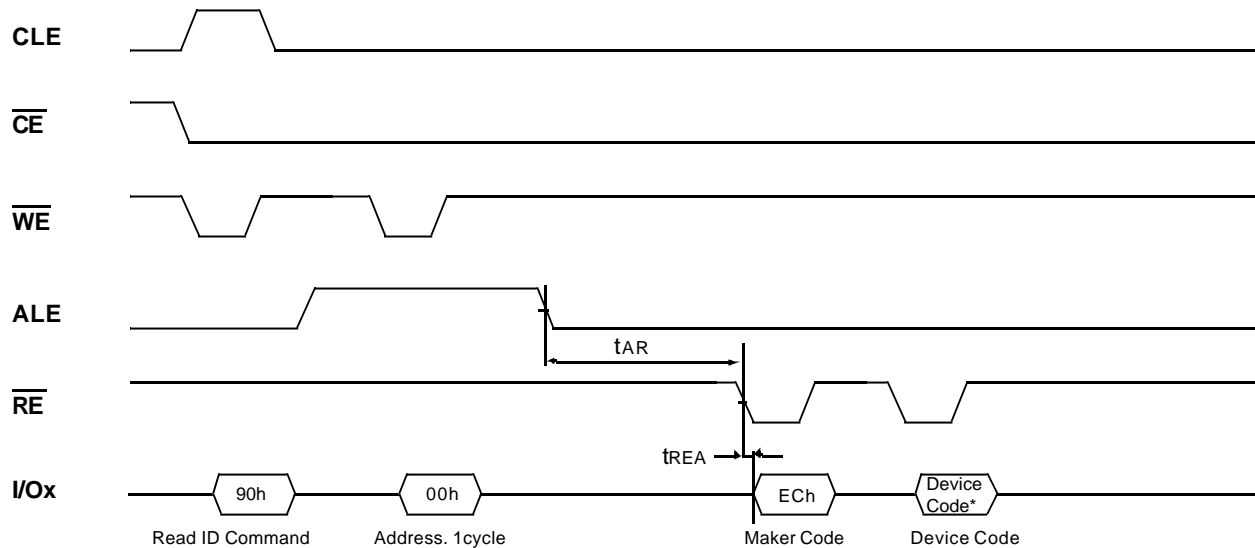 CLE
CE
WE
ALE
tAR
RE
tREA
I/Ox
90h
00h
ECh
Device
Code*
Read ID Command
Address. 1cycle
Maker Code
Device Code